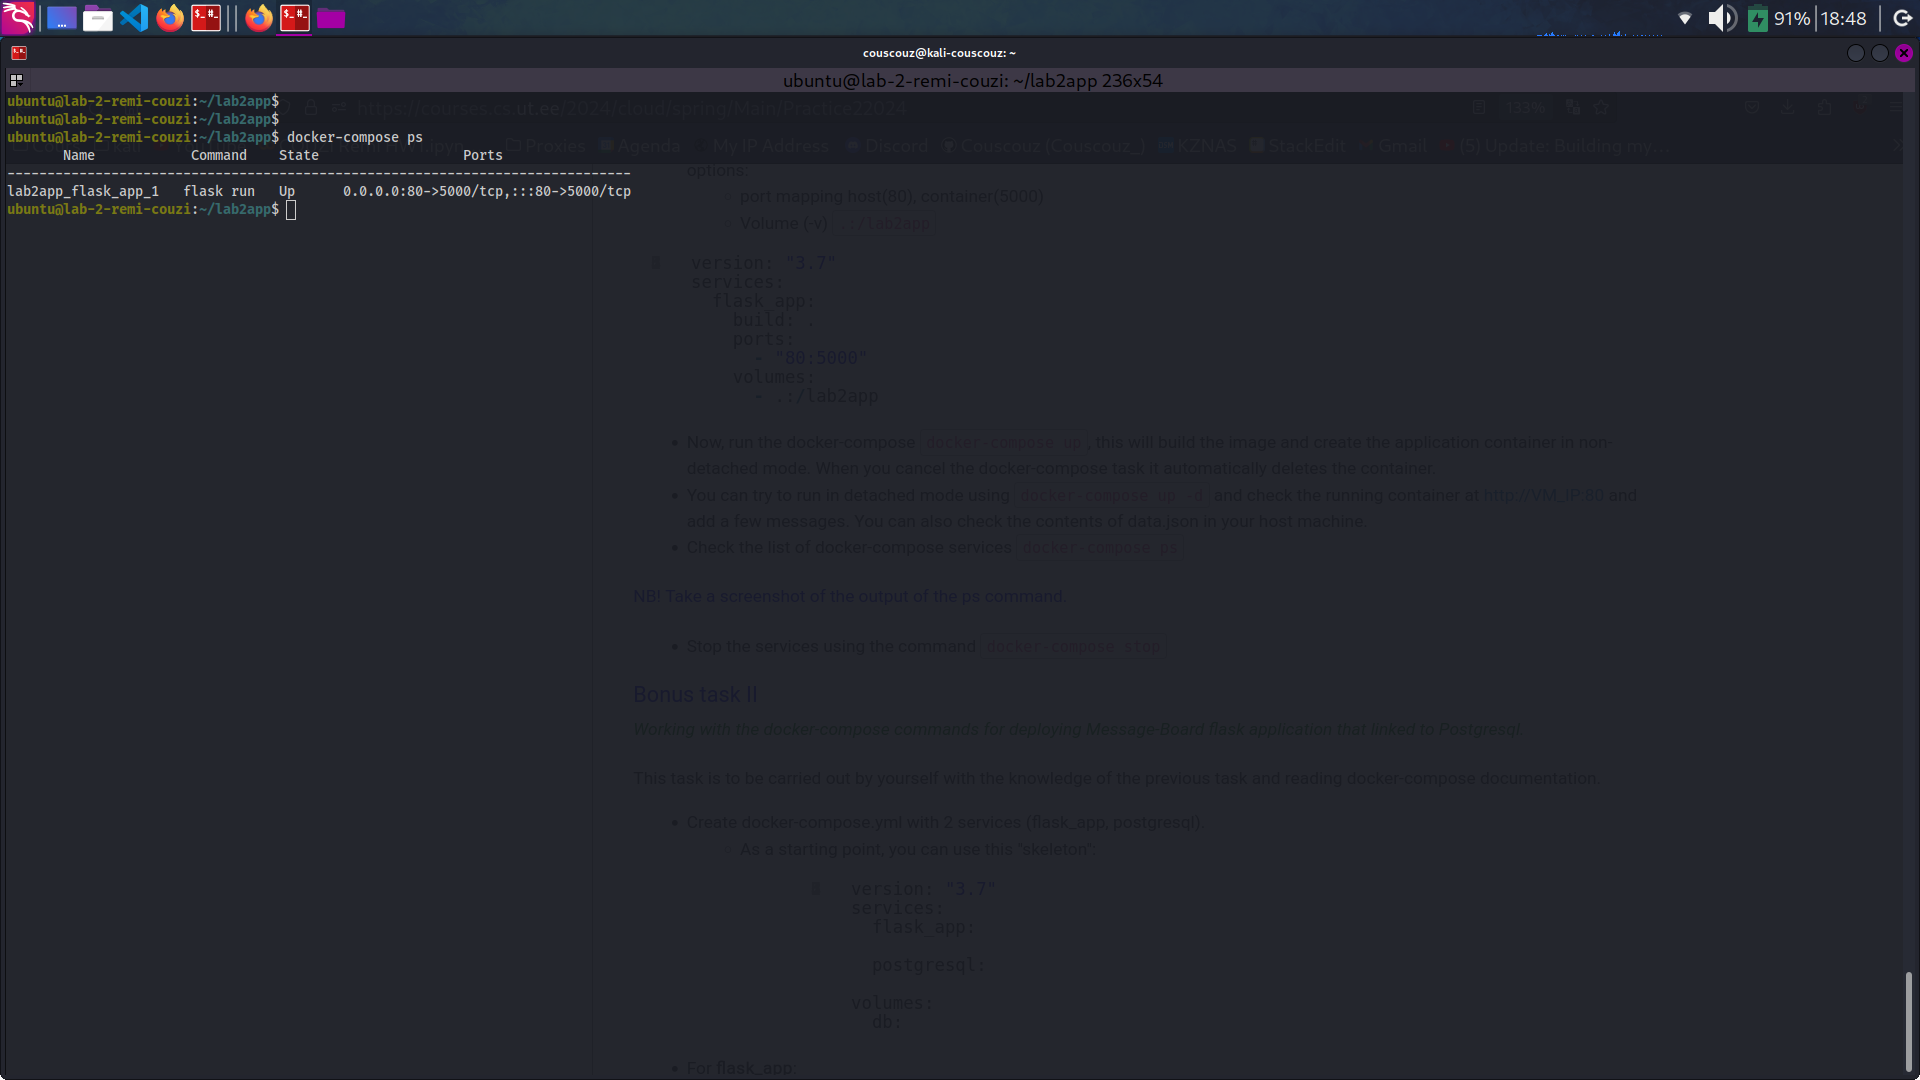 91% 18:48
couscouz@kali-couscouz: ~
ubuntu@lab-2-remi-couzi: ~/lab2app 236x54
ubuntu@lab-2-remi-couzi:~/lab2app$
https://courses.cs.ut.ee/2024/cloud/spring/Main/Practice22024
133%
ubuntu@lab-2-remi-couzi:~/lab2app$
ubuntu@lab-2-remi-couzi:~/lab2app$ docker-compose ps
Proxies Agenda My IP Address Discord Couscouz (Couscouz_) KZNAS StackEdit Gmail (5) Update: Building my...
Name Command State Ports
-------------------------------------------------------------------------------
options:
lab2app_flask_app_1 flask run Up 0.0.0.0:80->5000/tcp,:::80->5000/tcp
port mapping host(80), container(5000)
ubuntu@lab-2-remi-couzi:~/lab2app$
Volume (-v) .:/lab2app
version: "3.7"
services:
flask_app:
build: .
ports:
- "80:5000"
volumes:
- .:/lab2app
Now, run the docker-compose docker-compose up, this will build the image and create the application container in non-
detached mode. When you cancel the docker-compose task it automatically deletes the container.
You can try to run in detached mode using docker-compose up -d and check the running container at http://VM_IP:80 and
add a few messages. You can also check the contents of data.json in your host machine.
Check the list of docker-compose services docker-compose ps
NB! Take a screenshot of the output of the ps command.
Stop the services using the command docker-compose stop
Bonus task II
Working with the docker-compose commands for deploying Message-Board flask application that linked to Postgresql.
This task is to be carried out by yourself with the knowledge of the previous task and reading docker-compose documentation.
Create docker-compose.yml with 2 services (flask_app, postgresql)
As a starting point, you can use this "skeleton":
version: "3.7"
services:
flask_app:
postgresql:
volumes:
db:
For flask_app: